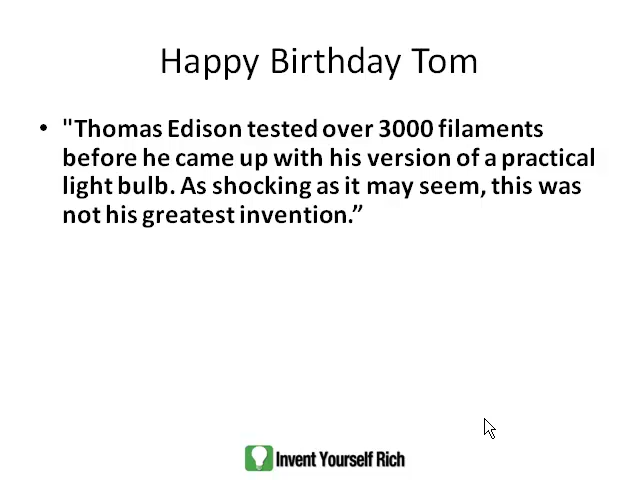 Happy Birthday Tom
• "Thomas Edison tested over 3000 filaments
before he came up with his version of a practical
light bulb. As shocking as it may seem, this was
not his greatest invention.”
Invent Yourself Rich